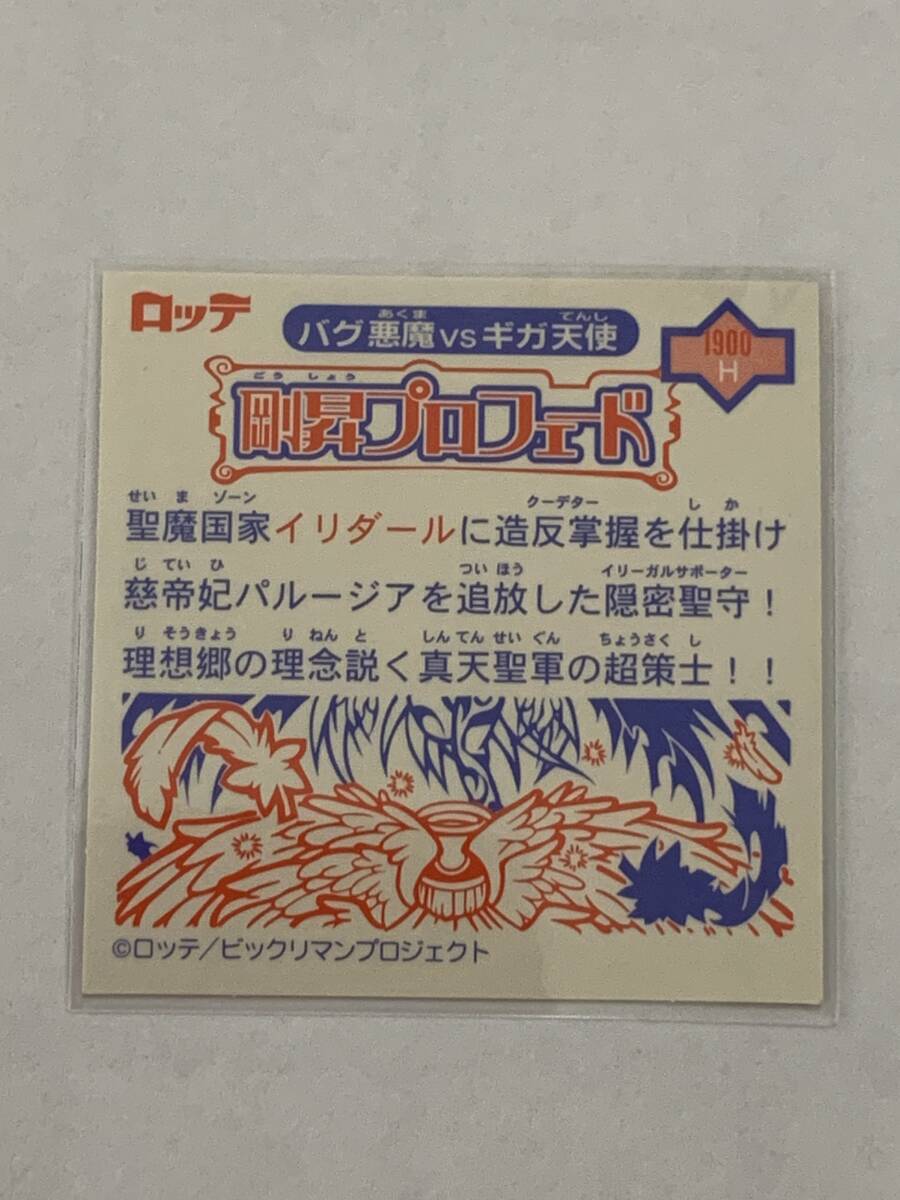 ロッテ
あくま てんし
バグ悪魔vsギガ天使
1900
H
ごうしょう
剛昇プロフェード
せいま ゾーン クーデター しか
聖魔国家イリダールに造反掌握を仕掛け
じていひ ついほう イリーガルサポーター
慈帝妃パルージアを追放した隠密聖守！
りそうきょう りねんと しんてんせいぐん ちょうさくし
理想郷の理念説く真天聖軍の超策士！！
©ロッテ/ビックリマンプロジェクト